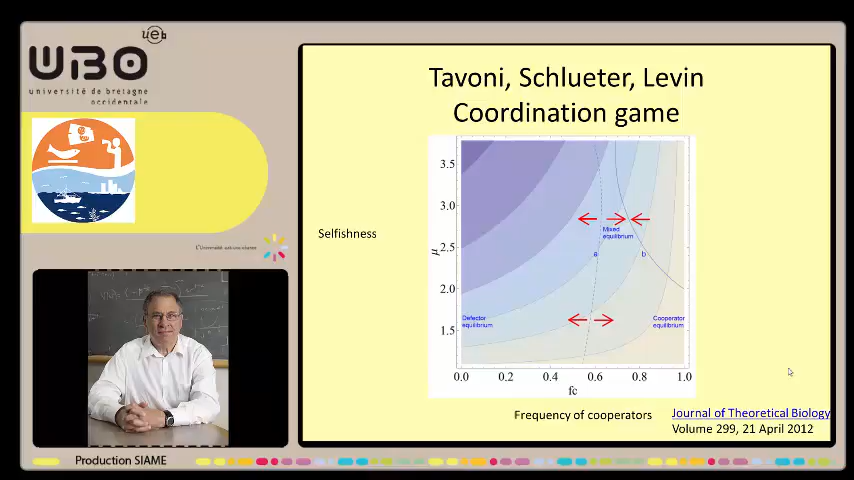 ueb
UBO
université de bretagne
occidentale
L'Université numérique
Production SIAME
Tavoni, Schlueter, Levin
Coordination game
Selfishness
μ
3.5
3.0
2.5
2.0
1.5
Mixed
equilibrium
a
b
Defector
equilibrium
Cooperator
equilibrium
0.0 0.2 0.4 0.6 0.8 1.0
fc
Frequency of cooperators
Journal of Theoretical Biology
Volume 299, 21 April 2012